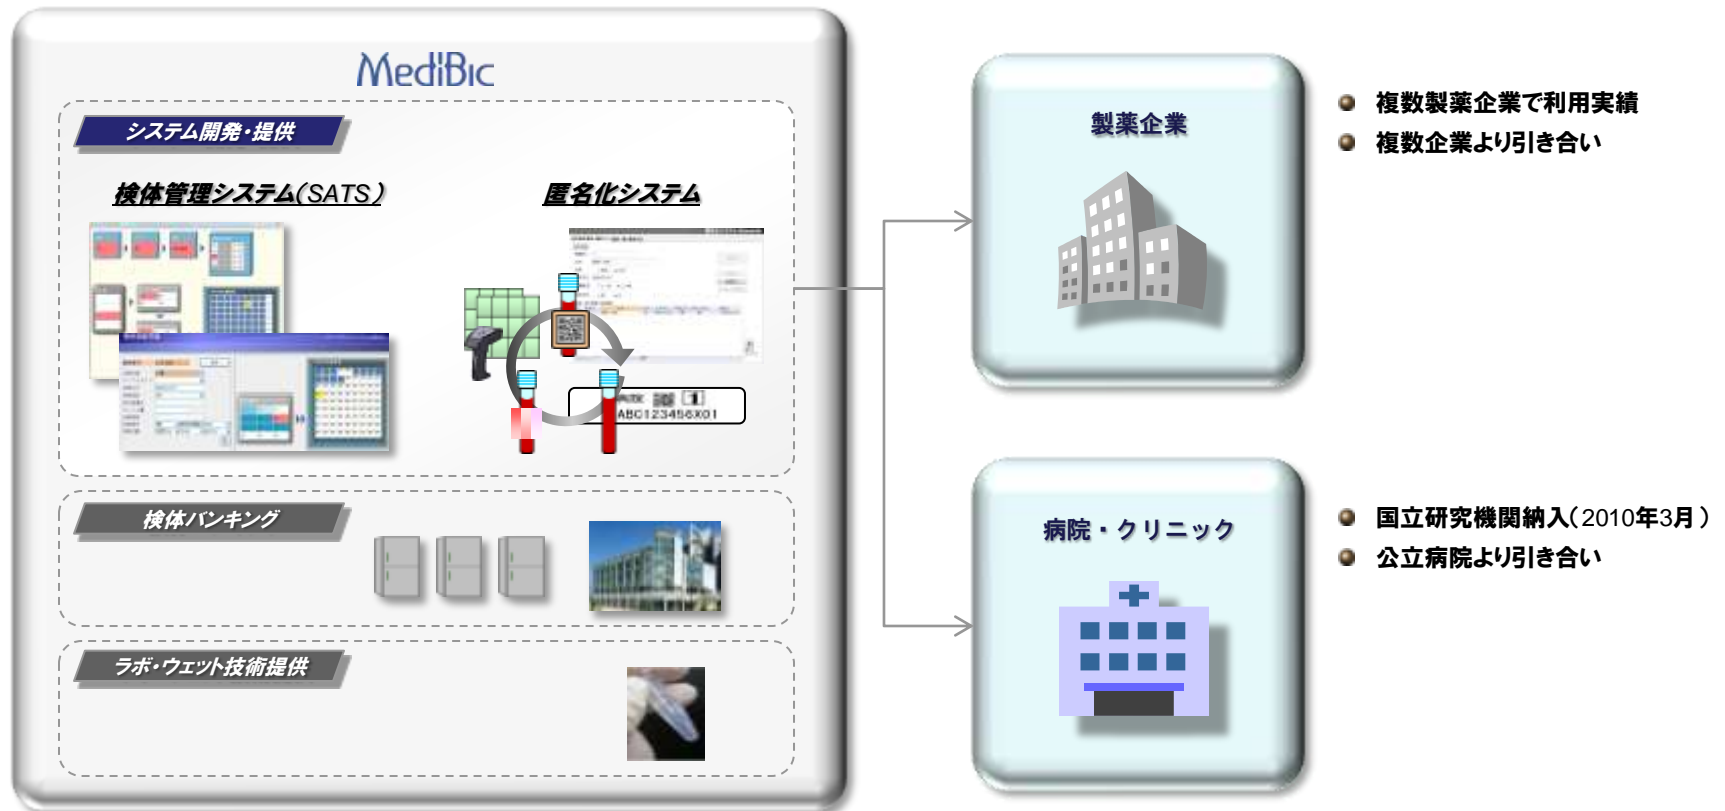 MediBic
システム開発・提供
検体管理システム(SATS)
匿名化システム
1
ABC123456X01
検体バンキング
ラボ・ウェット技術提供
製薬企業
複数製薬企業で利用実績
複数企業より引き合い
病院・クリニック
国立研究機関納入(2010年3月)
公立病院より引き合い